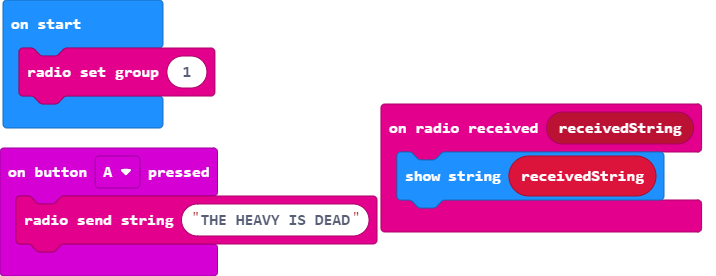 on start
radio set group 1
on button A pressed
radio send string "THE HEAVY IS DEAD"
on radio received receivedString
show string receivedString